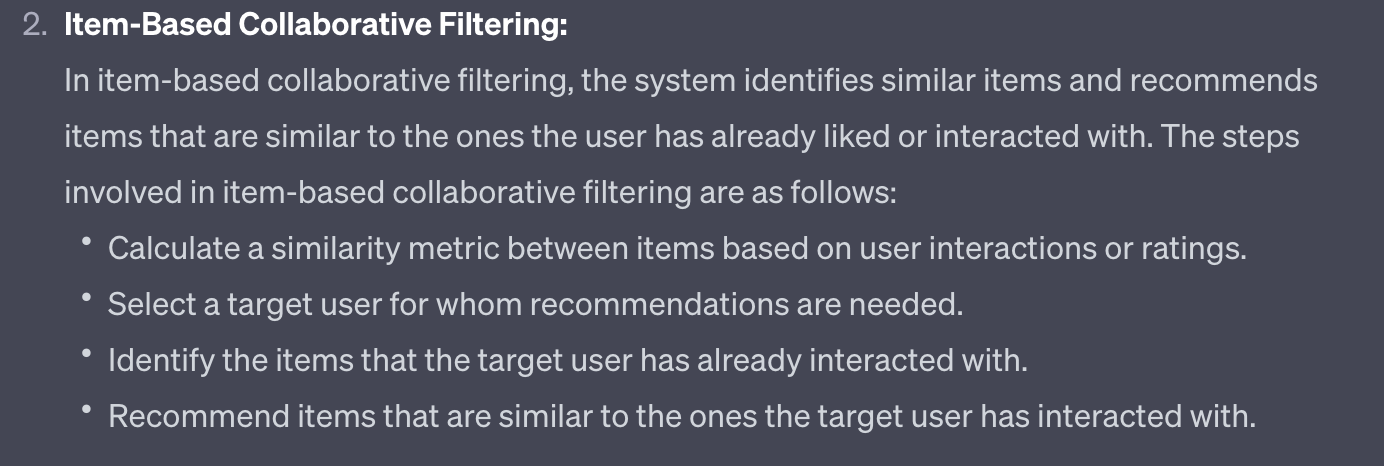 2. Item-Based Collaborative Filtering:
In item-based collaborative filtering, the system identifies similar items and recommends
items that are similar to the ones the user has already liked or interacted with. The steps
involved in item-based collaborative filtering are as follows:
• Calculate a similarity metric between items based on user interactions or ratings.
• Select a target user for whom recommendations are needed.
• Identify the items that the target user has already interacted with.
• Recommend items that are similar to the ones the target user has interacted with.